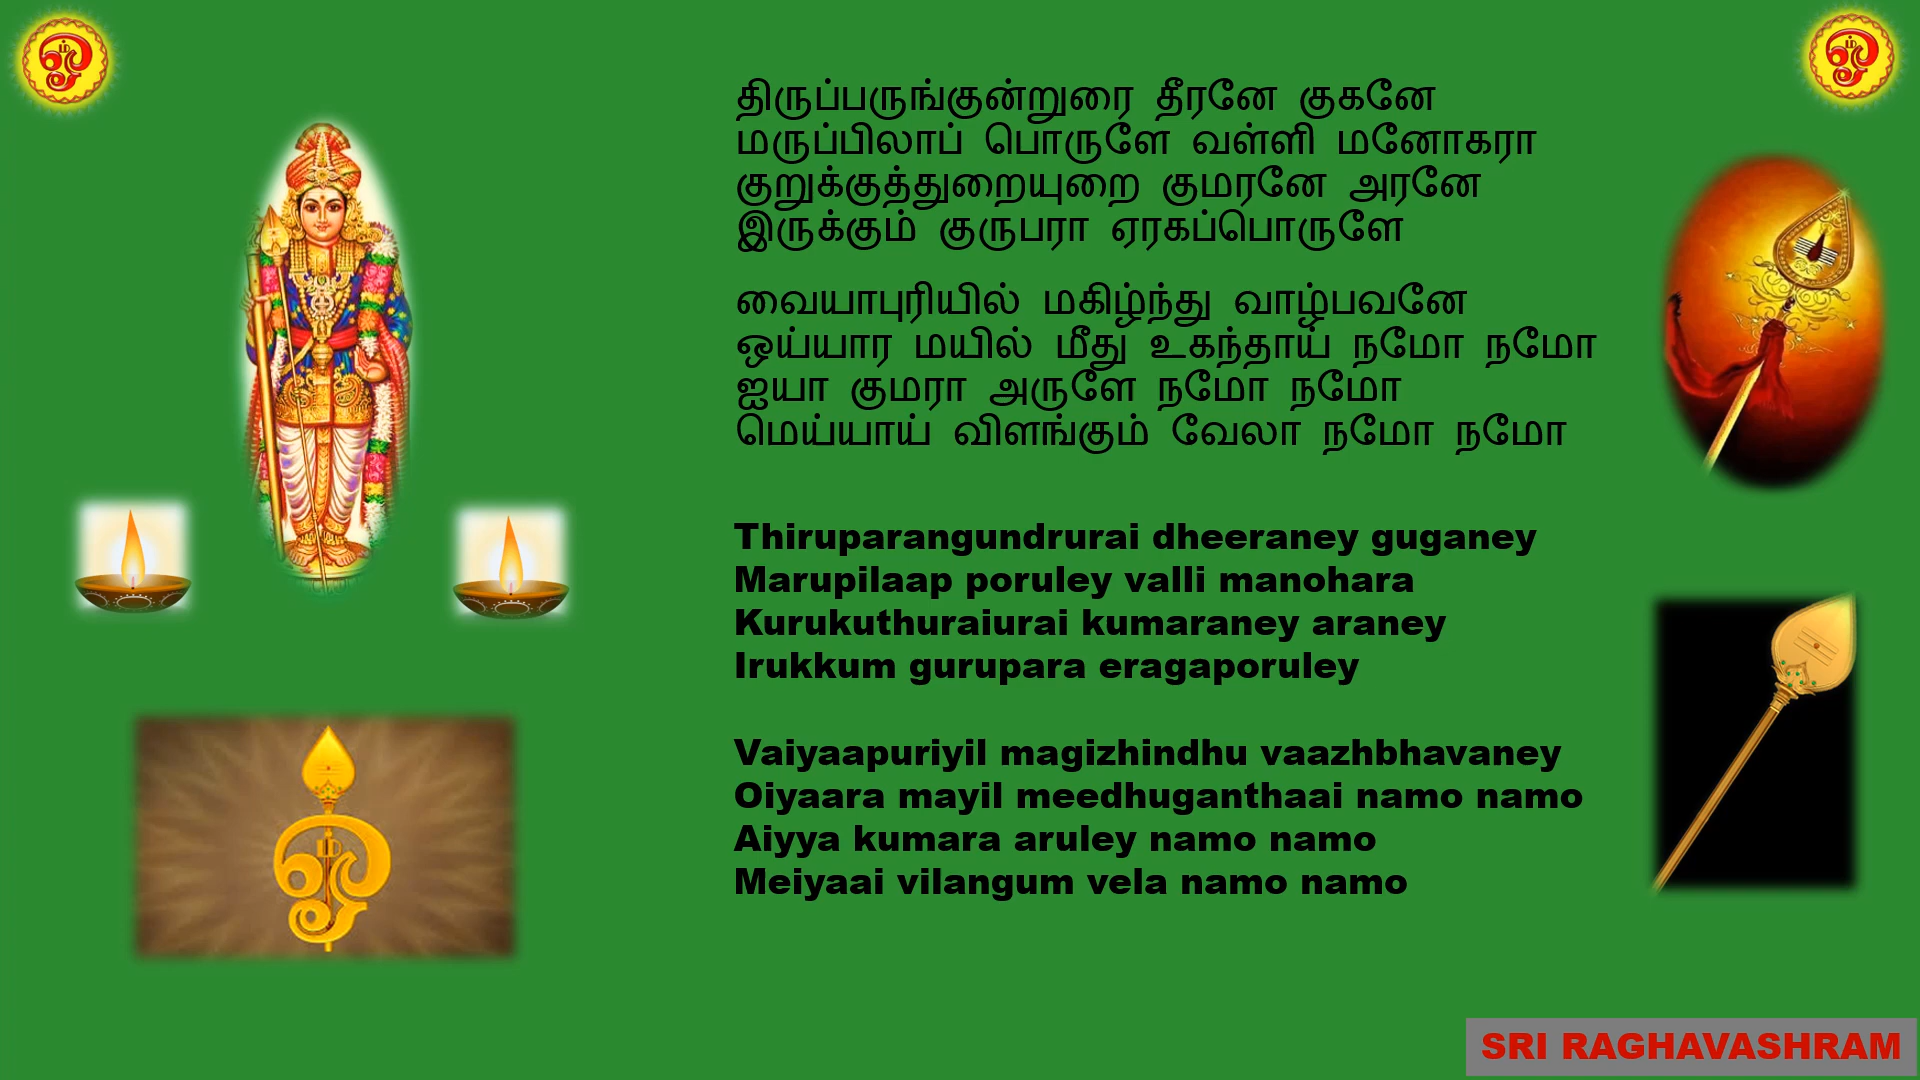 ஓம்
ஓம்
திருப்பருங்குன்றுரை தீரனே குகனே
மருப்பிலாப் பொருளே வள்ளி மனோகரா
குறுக்குத்துறையுறை குமரனே அரனே
இருக்கும் குருபரா ஏரகப்பொருளே
வையாபுரியில் மகிழ்ந்து வாழ்பவனே
ஒய்யார மயில் மீது உகந்தாய் நமோ நமோ
ஐயா குமரா அருளே நமோ நமோ
மெய்யாய் விளங்கும் வேலா நமோ நமோ
Thiruparangundrurai dheeraney guganey
Marupilaap poruley valli manohara
Kurukuthuraiurai kumaraney araney
Irukkum gurupara eragaporuley
Vaiyaapuriyil magizhindhu vaazhbhavaney
Oiyaara mayil meedhuganthaai namo namo
Aiyya kumara aruley namo namo
Meiyaai vilangum vela namo namo
ஓம்
SRI RAGHAVASHRAM